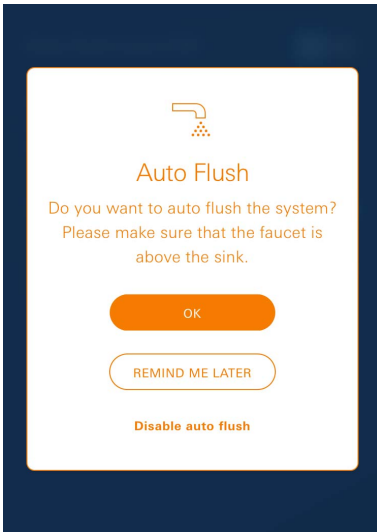 Auto Flush
Do you want to auto flush the system?
Please make sure that the faucet is
above the sink.
OK
REMIND ME LATER
Disable auto flush